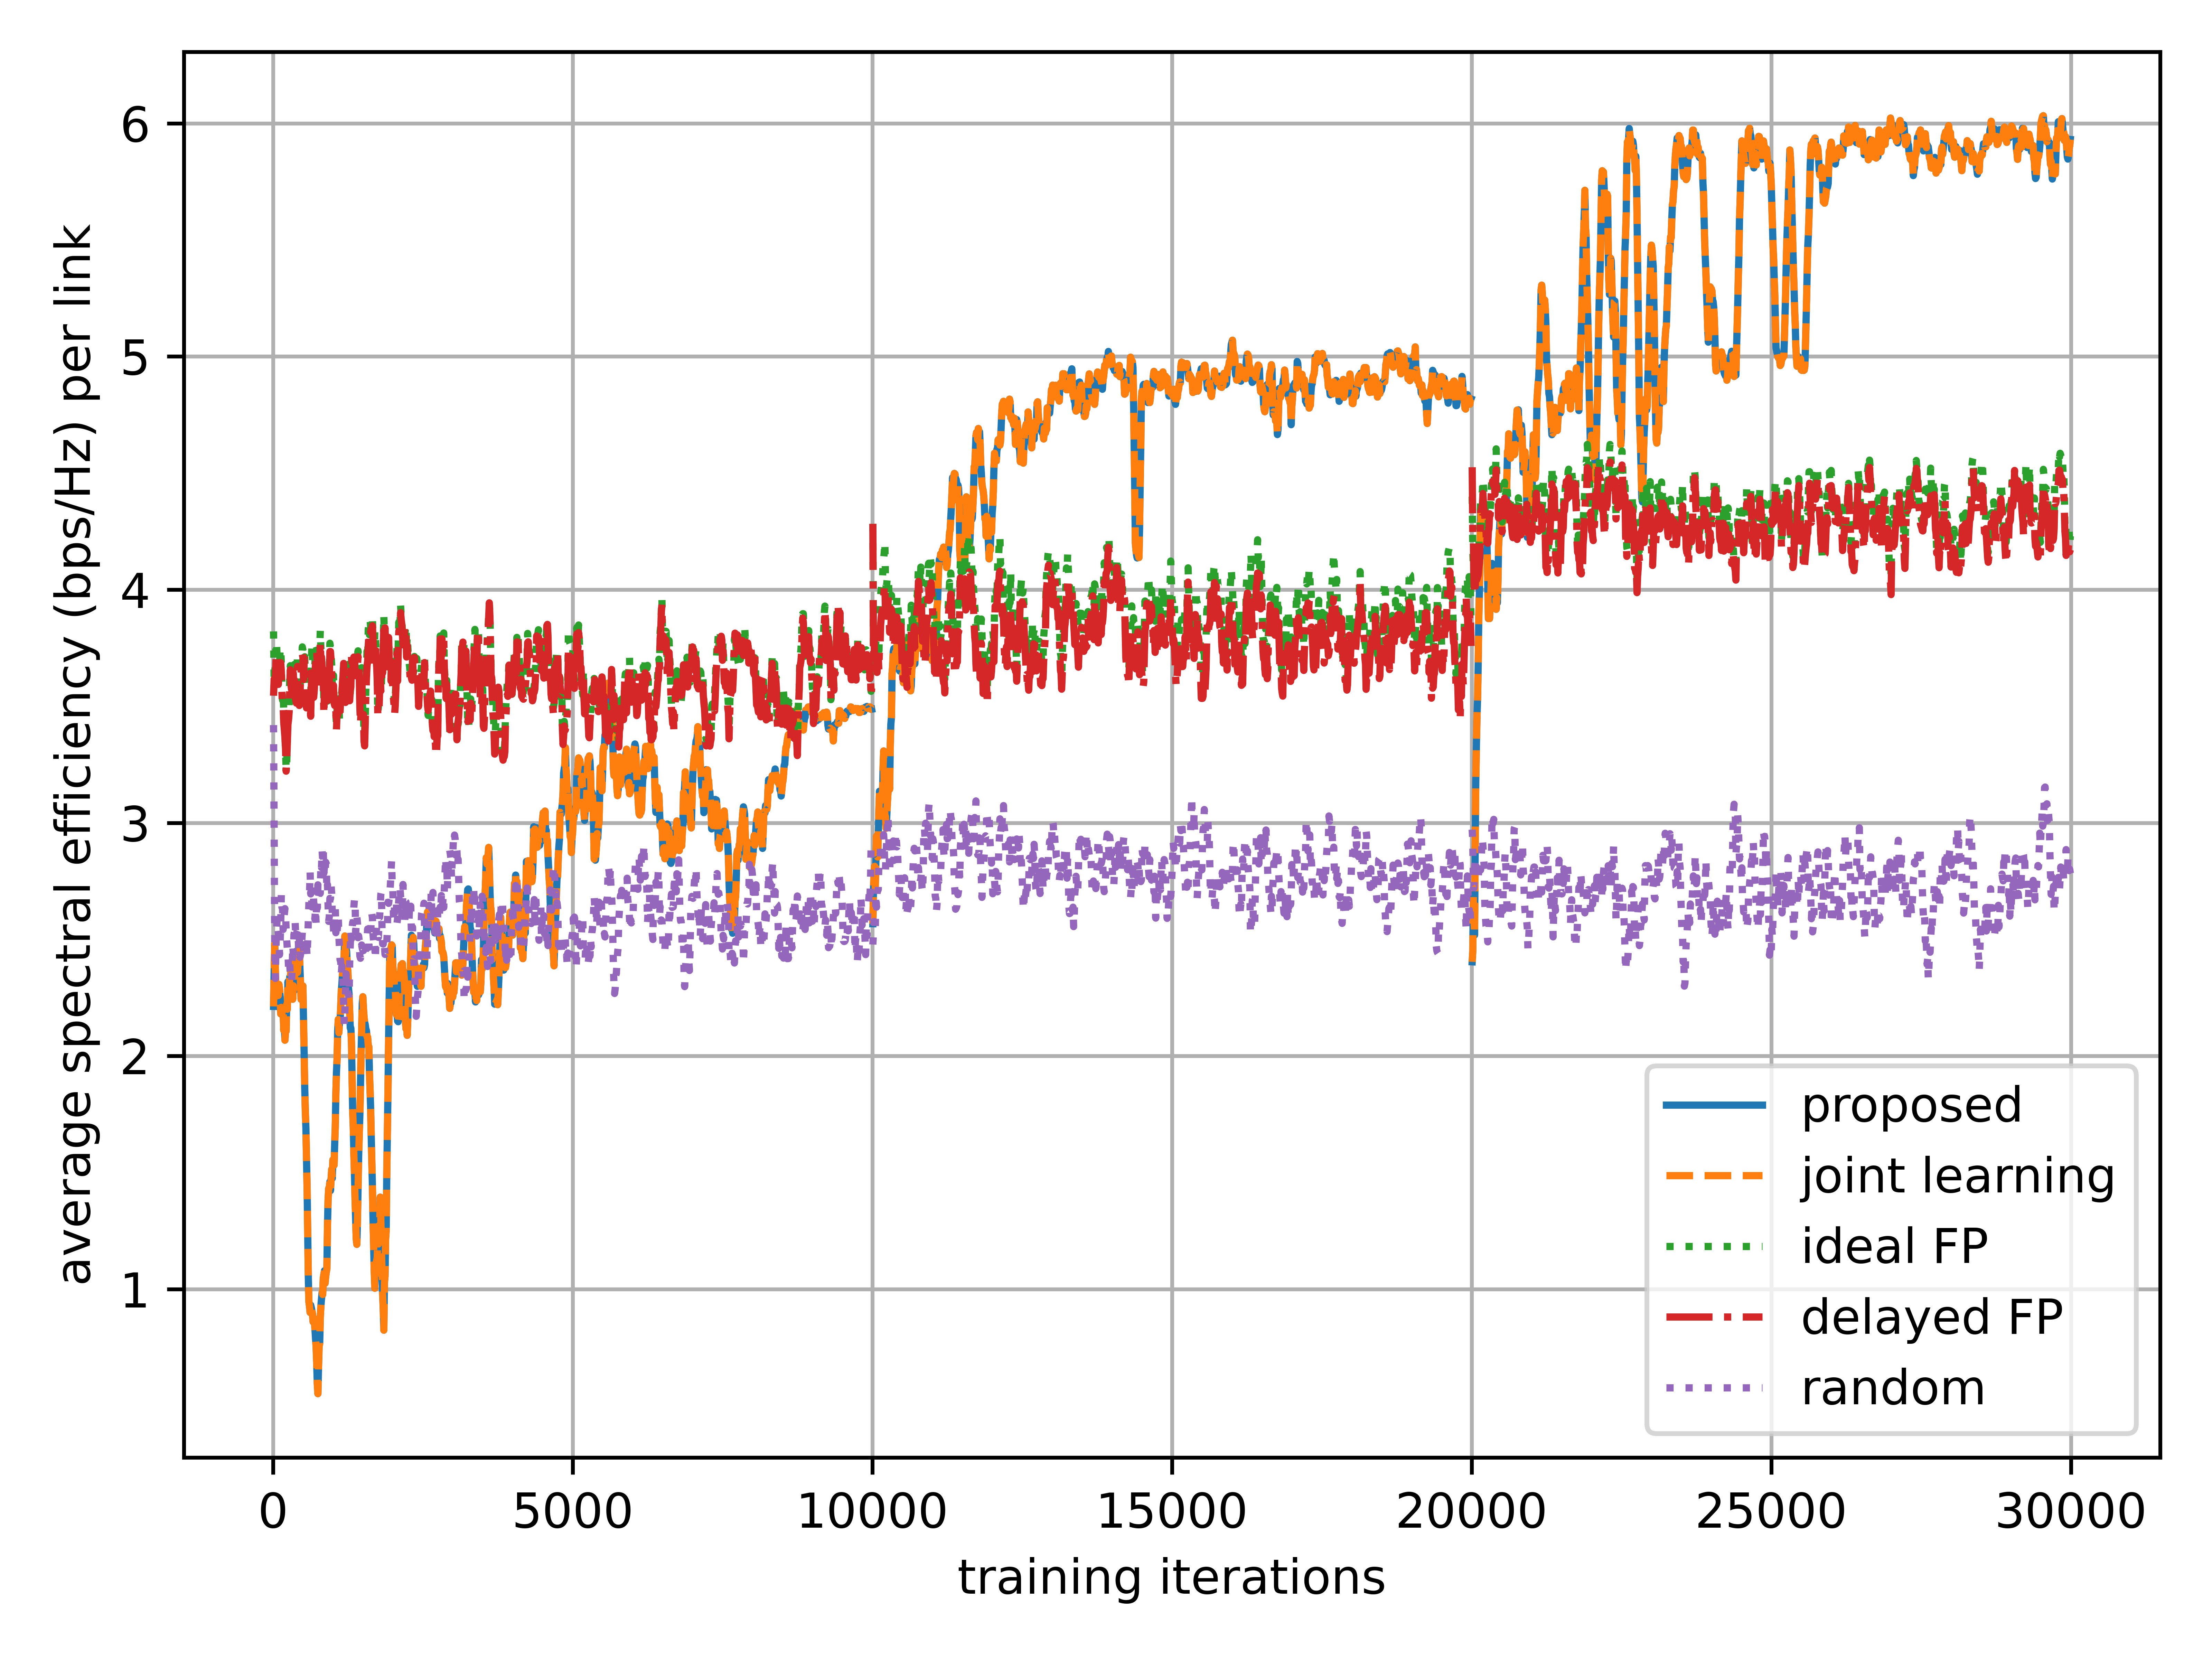 average spectral efficiency (bps/Hz) per link
6
5
4
3
2
1
0
5000
10000
15000
20000
25000
30000
training iterations
proposed
joint learning
ideal FP
delayed FP
random